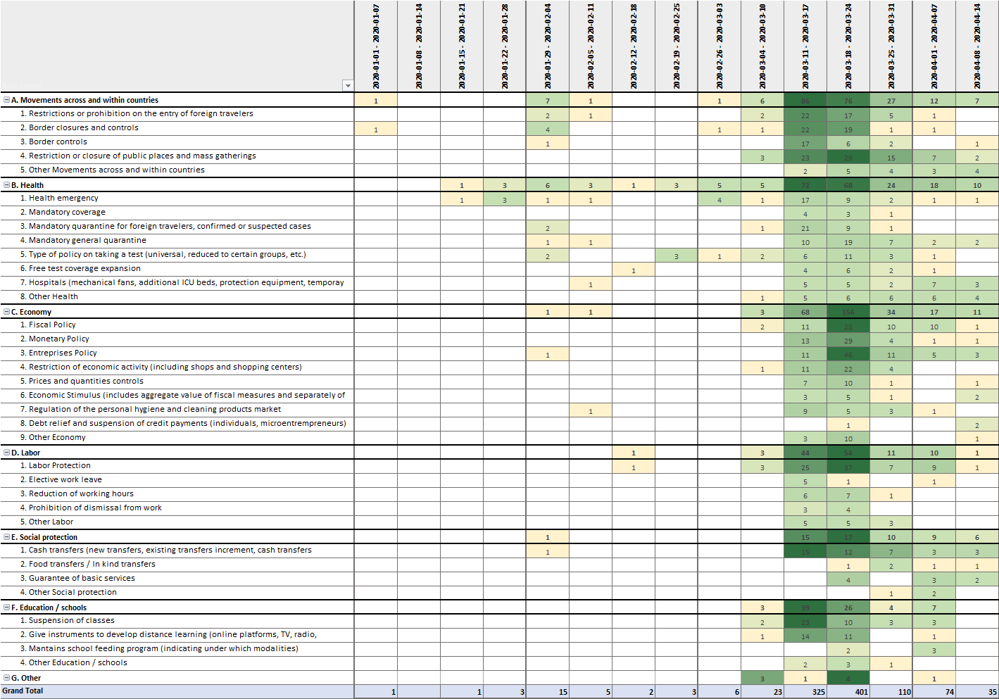 2020-01-01 - 2020-01-07 2020-01-08 - 2020-01-14 2020-01-15 - 2020-01-21 2020-01-22 - 2020-01-28 2020-01-29 - 2020-02-04 2020-02-05 - 2020-02-11 2020-02-12 - 2020-02-18 2020-02-19 - 2020-02-25 2020-02-26 - 2020-03-03 2020-03-04 - 2020-03-10 2020-03-11 - 2020-03-17 2020-03-18 - 2020-03-24 2020-03-25 - 2020-03-31 2020-04-01 - 2020-04-07 2020-04-08 - 2020-04-14
A. Movements across and within countries 1 7 1 1 6 86 76 27 12 7
1. Restrictions or prohibition on the entry of foreign travelers 2 1 2 22 17 5 1
2. Border closures and controls 1 4 1 1 22 19 1 1
3. Border controls 1 17 6 2 1
4. Restriction or closure of public places and mass gatherings 3 23 29 15 7 2
5. Other Movements across and within countries 2 5 4 3 4
B. Health 1 3 6 3 1 3 5 5 72 68 24 18 10
1. Health emergency 1 3 1 1 4 1 17 9 2 1 1
2. Mandatory coverage 4 3 1
3. Mandatory quarantine for foreign travelers, confirmed or suspected cases 2 1 21 9 1
4. Mandatory general quarantine 1 1 10 19 7 2 2
5. Type of policy on taking a test (universal, reduced to certain groups, etc.) 2 3 1 2 6 11 3 1
6. Free test coverage expansion 1 4 6 2 1
7. Hospitals (mechanical fans, additional ICU beds, protection equipment, temporay 1 5 5 2 7 3
8. Other Health 1 5 6 6 6 4
C. Economy 1 1 3 68 156 34 17 11
1. Fiscal Policy 2 11 28 10 10 1
2. Monetary Policy 13 29 4 1 1
3. Entreprises Policy 1 11 46 11 5 3
4. Restriction of economic activity (including shops and shopping centers) 1 11 22 4
5. Prices and quantities controls 7 10 1 1
6. Economic Stimulus (includes aggregate value of fiscal measures and separately of 3 5 1 2
7. Regulation of the personal hygiene and cleaning products market 1 9 5 3 1
8. Debt relief and suspension of credit payments (individuals, microentrempreneurs) 1 2
9. Other Economy 3 10 1
D. Labor 1 3 44 54 11 10 1
1. Labor Protection 1 3 25 37 7 9 1
2. Elective work leave 5 1 1
3. Reduction of working hours 6 7 1
4. Prohibition of dismissal from work 3 4
5. Other Labor 5 5 3
E. Social protection 1 15 17 10 9 6
1. Cash transfers (new transfers, existing transfers increment, cash transfers 1 15 12 7 3 3
2. Food transfers / In kind transfers 1 2 1 1
3. Guarantee of basic services 4 3 2
4. Other Social protection 1 2
F. Education / schools 3 39 26 4 7
1. Suspension of classes 2 23 10 3 3
2. Give instruments to develop distance learning (online platforms, TV, radio, 1 14 11 1
3. Mantains school feeding program (indicating under which modalities) 2 3
4. Other Education / schools 2 3 1
G. Other 3 1 4 1
Grand Total 1 1 3 15 5 2 3 6 23 325 401 110 74 35